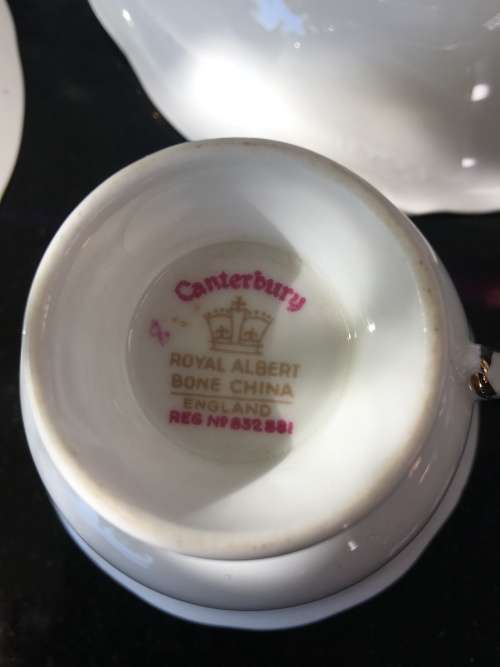 Canterbury
ROYAL ALBERT
BONE CHINA
ENGLAND
REG Nº 832881